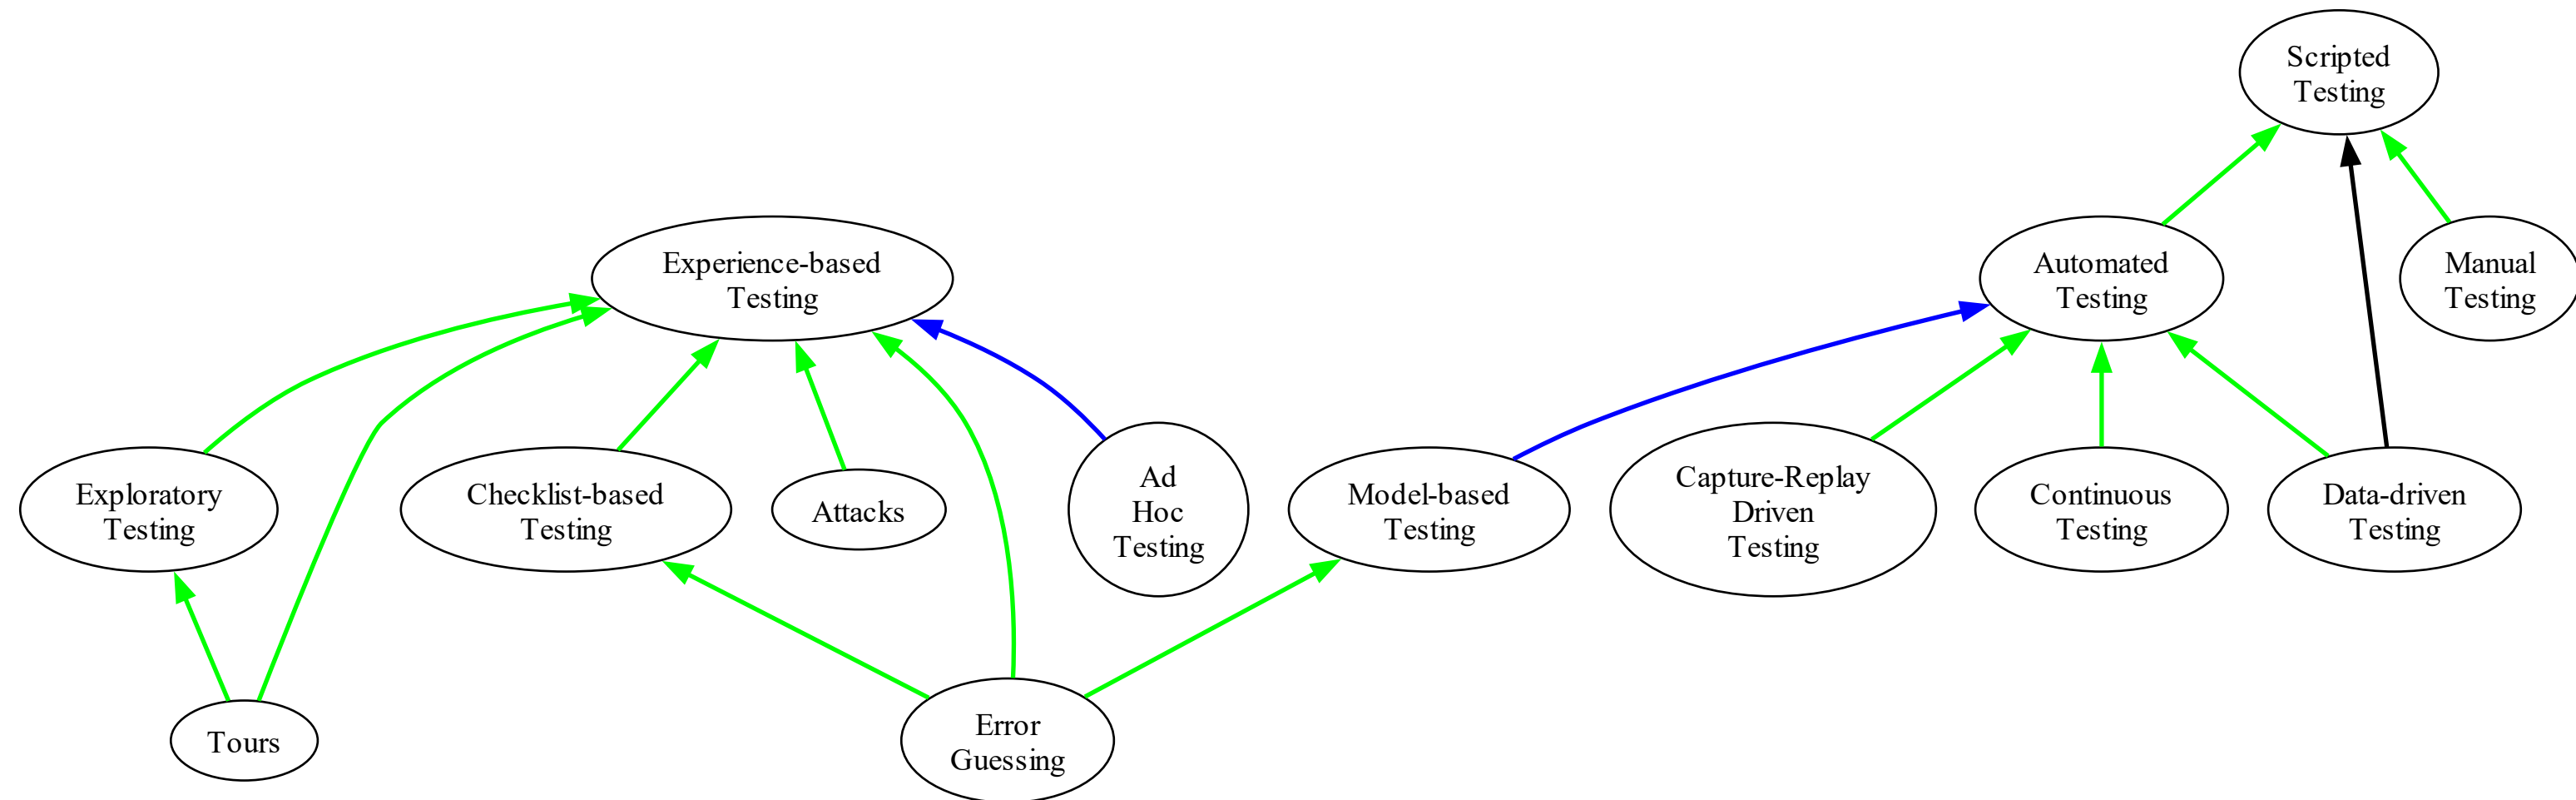 Scripted
Testing
Experience-based
Testing
Automated
Testing
Manual
Testing
Exploratory
Testing
Checklist-based
Testing
Attacks
Ad
Hoc
Testing
Model-based
Testing
Capture-Replay
Driven
Testing
Continuous
Testing
Data-driven
Testing
Tours
Error
Guessing